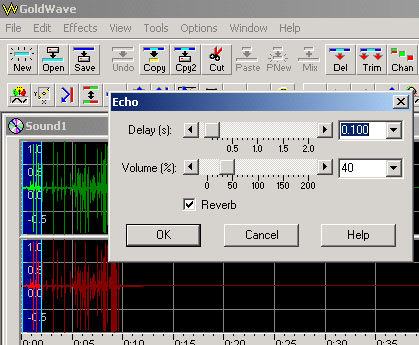 GoldWave
File Edit Effects View Tools Options Window Help
New Open Save Undo Copy Cpy2 Cut Paste PNew Mix Del Trim Chan
Echo
Sound1
Delay (s): 0.100
0.5 1.0 1.5 2.0
Volume (%): 40
0 50 100 150 200
Reverb
OK Cancel Help
1.0
0.5
0.0
-0.5
1.0
0.5
0.0
-0.5
0:00 0:05 0:10 0:15 0:20 0:25 0:30 0:35